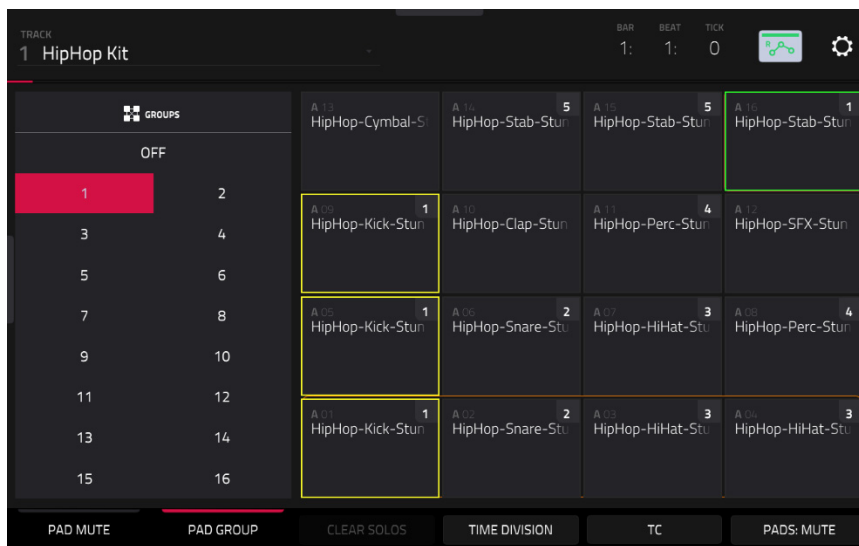 TRACK
1 HipHop Kit
BAR BEAT TICK
1: 1: 0
GROUPS
OFF
1 2
3 4
5 6
7 8
9 10
11 12
13 14
15 16
A 13
HipHop-Cymbal-S
A 14 5
HipHop-Stab-Stun
A 15 5
HipHop-Stab-Stun
A 16 1
HipHop-Stab-Stun
A 09 1
HipHop-Kick-Stun
A 10
HipHop-Clap-Stun
A 11 4
HipHop-Perc-Stun
A 12
HipHop-SFX-Stun
A 05 1
HipHop-Kick-Stun
A 06 2
HipHop-Snare-Stu
A 07 3
HipHop-HiHat-Stu
A 08 4
HipHop-Perc-Stun
A 01 1
HipHop-Kick-Stun
A 02 2
HipHop-Snare-Stu
A 03 3
HipHop-HiHat-Stu
A 04 3
HipHop-HiHat-Stu
PAD MUTE
PAD GROUP
CLEAR SOLOS
TIME DIVISION
TC
PADS: MUTE